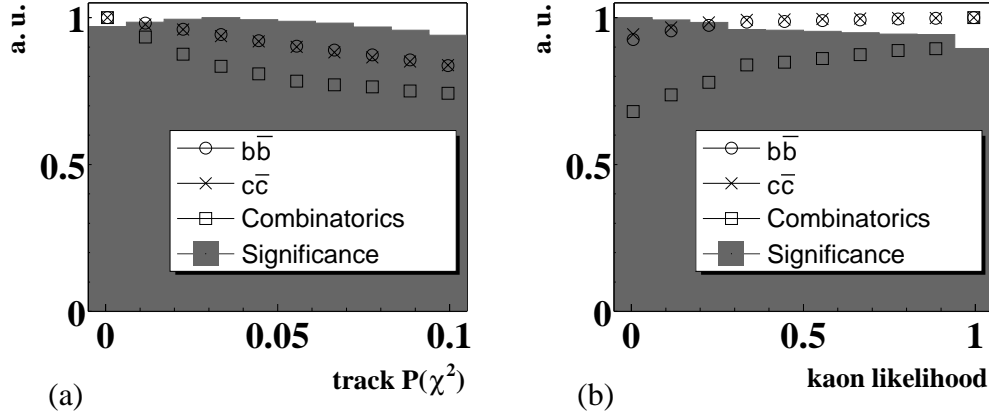 a. u.
1
0.5
0
bb̅
cc̅
Combinatorics
Significance
0 0.05 0.1
track P(χ²)
(a)
a. u.
1
0.5
0
bb̅
cc̅
Combinatorics
Significance
0 0.5 1
kaon likelihood
(b)